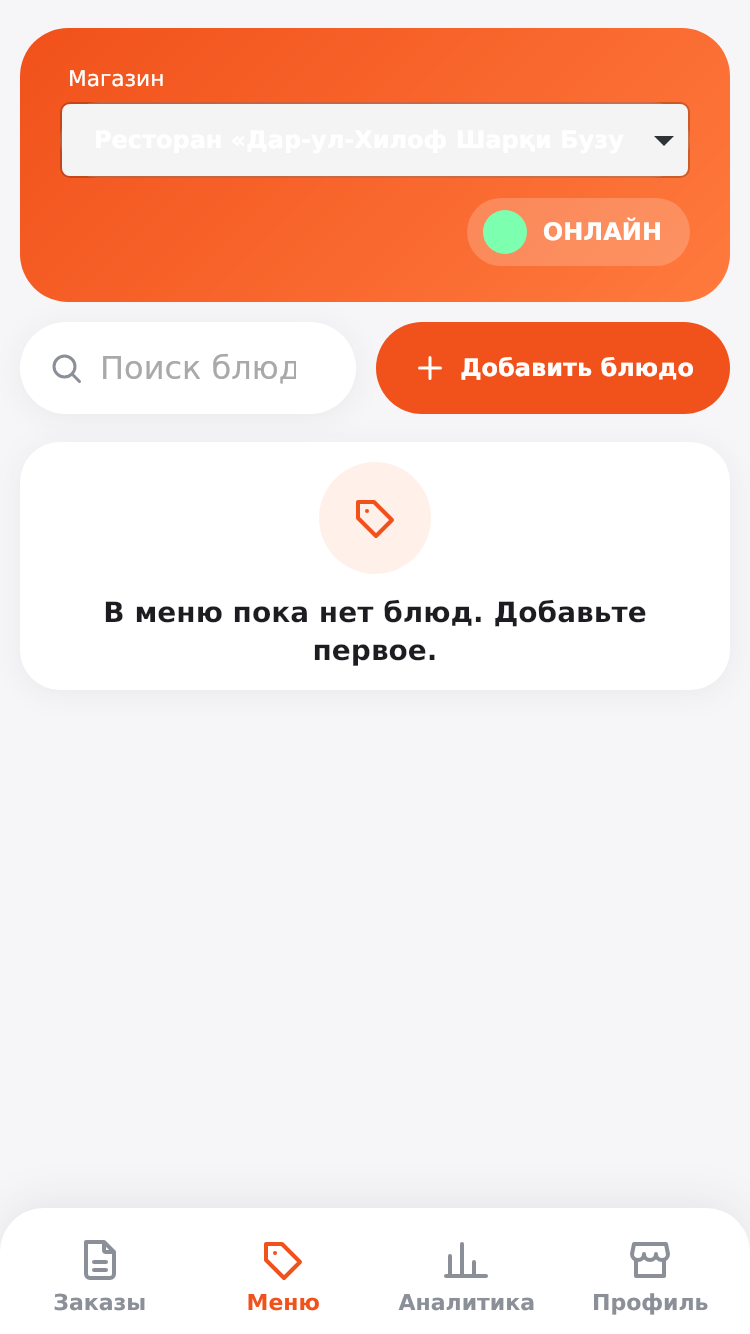 Магазин
Ресторан «Дар-ул-Хилоф Шарқи Бузу
ОНЛАЙН
Поиск блюд
Добавить блюдо
В меню пока нет блюд. Добавьте
первое.
Заказы
Меню
Аналитика
Профиль